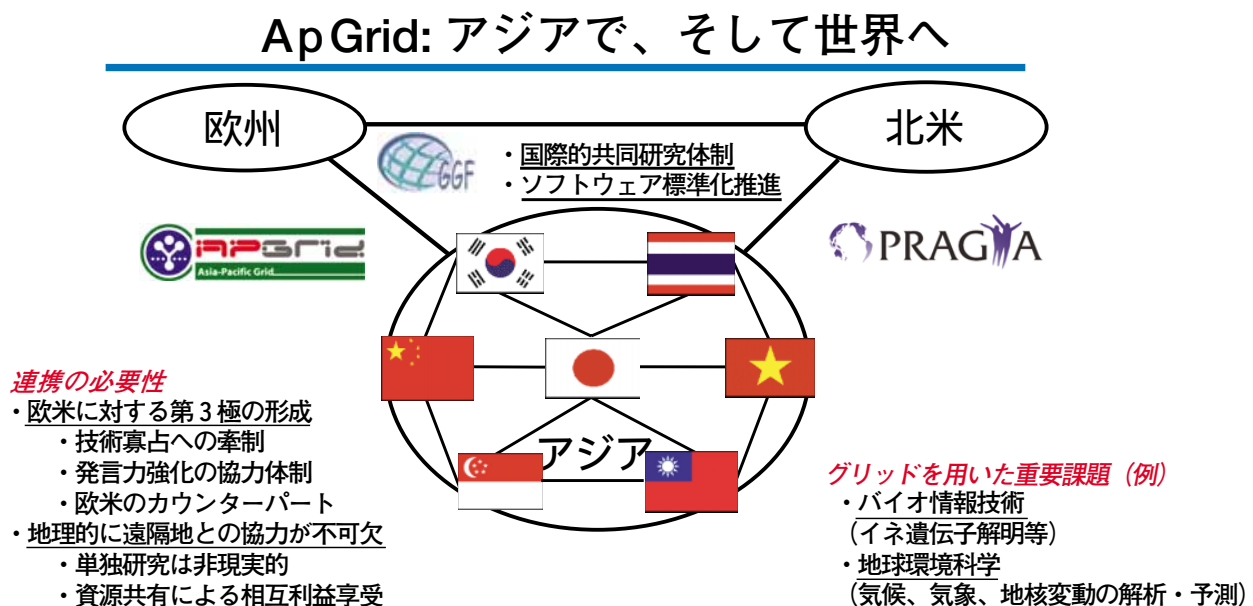 ApGrid: アジアで、そして世界へ
欧州
北米
GGF
・国際的共同研究体制
・ソフトウェア標準化推進
APGrid
Asia-Pacific Grid
PRAGMA
アジア
連携の必要性
・欧米に対する第3極の形成
・技術寡占への牽制
・発言力強化の協力体制
・欧米のカウンターパート
・地理的に遠隔地との協力が不可欠
・単独研究は非現実的
・資源共有による相互利益享受
グリッドを用いた重要課題（例）
・バイオ情報技術
（イネ遺伝子解明等）
・地球環境科学
（気候、気象、地核変動の解析・予測）